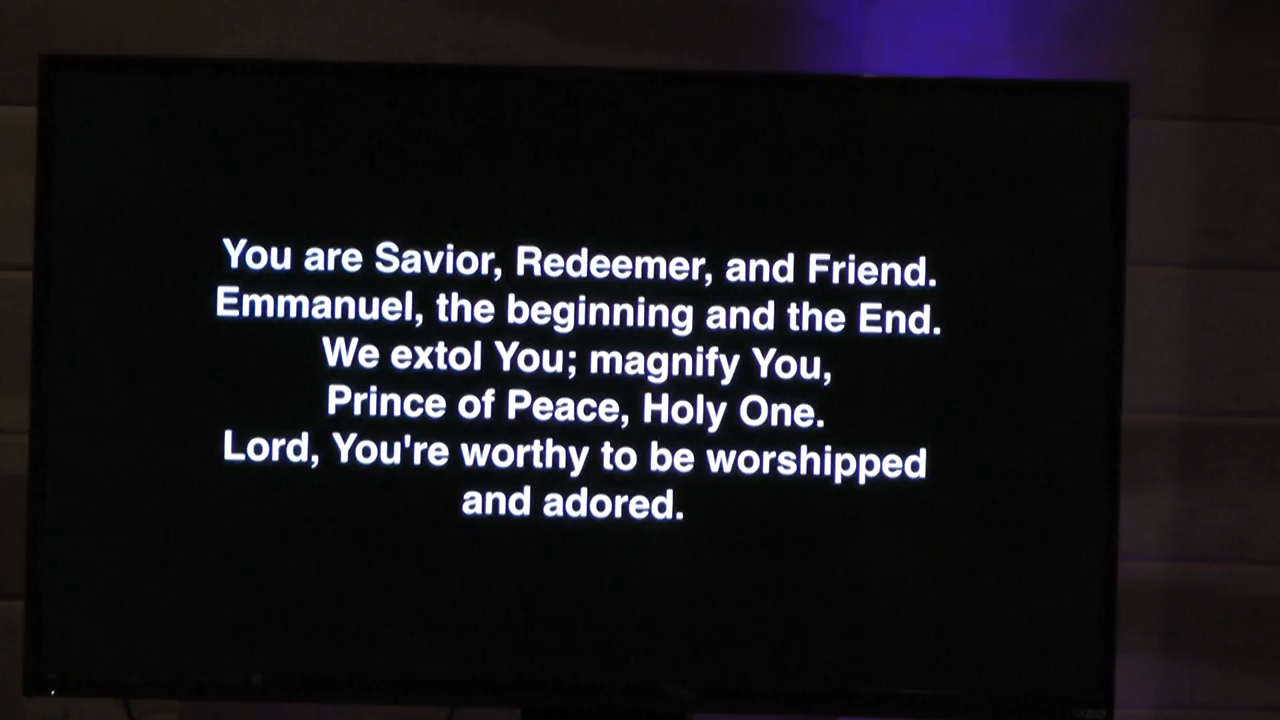 You are Savior, Redeemer, and Friend.
Emmanuel, the beginning and the End.
We extol You; magnify You,
Prince of Peace, Holy One.
Lord, You're worthy to be worshipped
and adored.